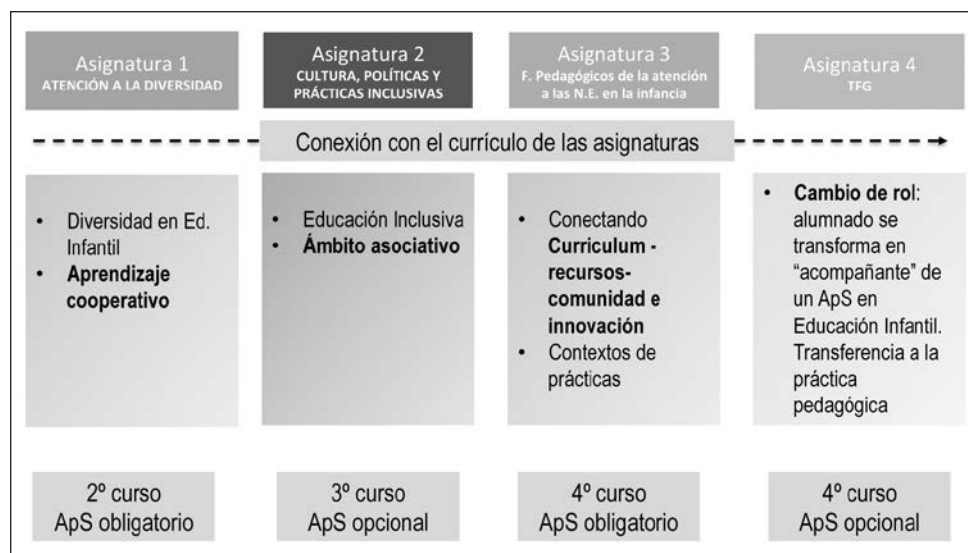 Asignatura 1
ATENCIÓN A LA DIVERSIDAD
Asignatura 2
CULTURA, POLÍTICAS Y
PRÁCTICAS INCLUSIVAS
Asignatura 3
F. Pedagógicos de la atención
a las N.E. en la infancia
Asignatura 4
TFG
Conexión con el currículo de las asignaturas
• Diversidad en Ed.
Infantil
• Aprendizaje
cooperativo
• Educación Inclusiva
• Ámbito asociativo
• Conectando
Curriculum -
recursos-
comunidad e
innovación
• Contextos de
prácticas
• Cambio de rol:
alumnado se
transforma en
“acompañante” de
un ApS en
Educación Infantil.
Transferencia a la
práctica
pedagógica
2º curso
ApS obligatorio
3º curso
ApS opcional
4º curso
ApS obligatorio
4º curso
ApS opcional